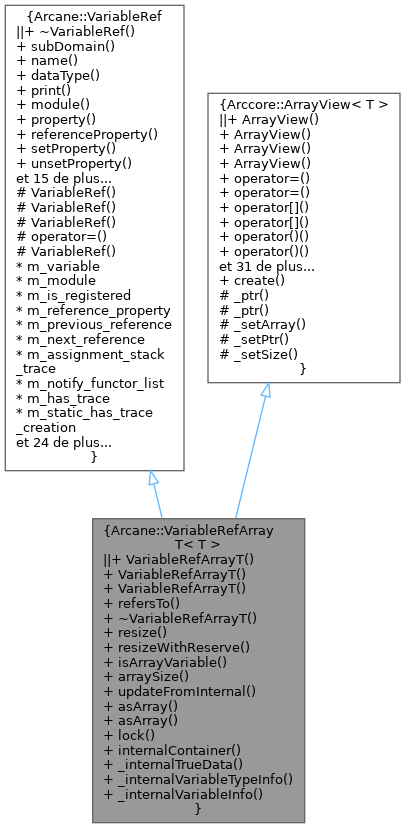 {Arcane::VariableRef
||+ ~VariableRef()
+ subDomain()
+ name()
+ dataType()
+ print()
+ module()
+ property()
+ referenceProperty()
+ setProperty()
+ unsetProperty()
et 15 de plus...
# VariableRef()
# VariableRef()
# VariableRef()
# operator=()
# VariableRef()
* m_variable
* m_module
* m_is_registered
* m_reference_property
* m_previous_reference
* m_next_reference
* m_assignment_stack
_trace
* m_notify_functor_list
* m_has_trace
* m_static_has_trace
_creation
et 24 de plus...
}
{Arccore::ArrayView< T >
||+ ArrayView()
+ ArrayView()
+ ArrayView()
+ ArrayView()
+ operator=()
+ operator=()
+ operator[]()
+ operator[]()
+ operator()()
+ operator()()
et 31 de plus...
+ create()
# _ptr()
# _ptr()
# _setArray()
# _setPtr()
# _setSize()
}
{Arcane::VariableRefArray
T< T >
||+ VariableRefArrayT()
+ VariableRefArrayT()
+ VariableRefArrayT()
+ refersTo()
+ ~VariableRefArrayT()
+ resize()
+ resizeWithReserve()
+ isArrayVariable()
+ arraySize()
+ updateFromInternal()
+ asArray()
+ asArray()
+ lock()
+ internalContainer()
+ _internalTrueData()
+ _internalVariableTypeInfo()
+ _internalVariableInfo()
}